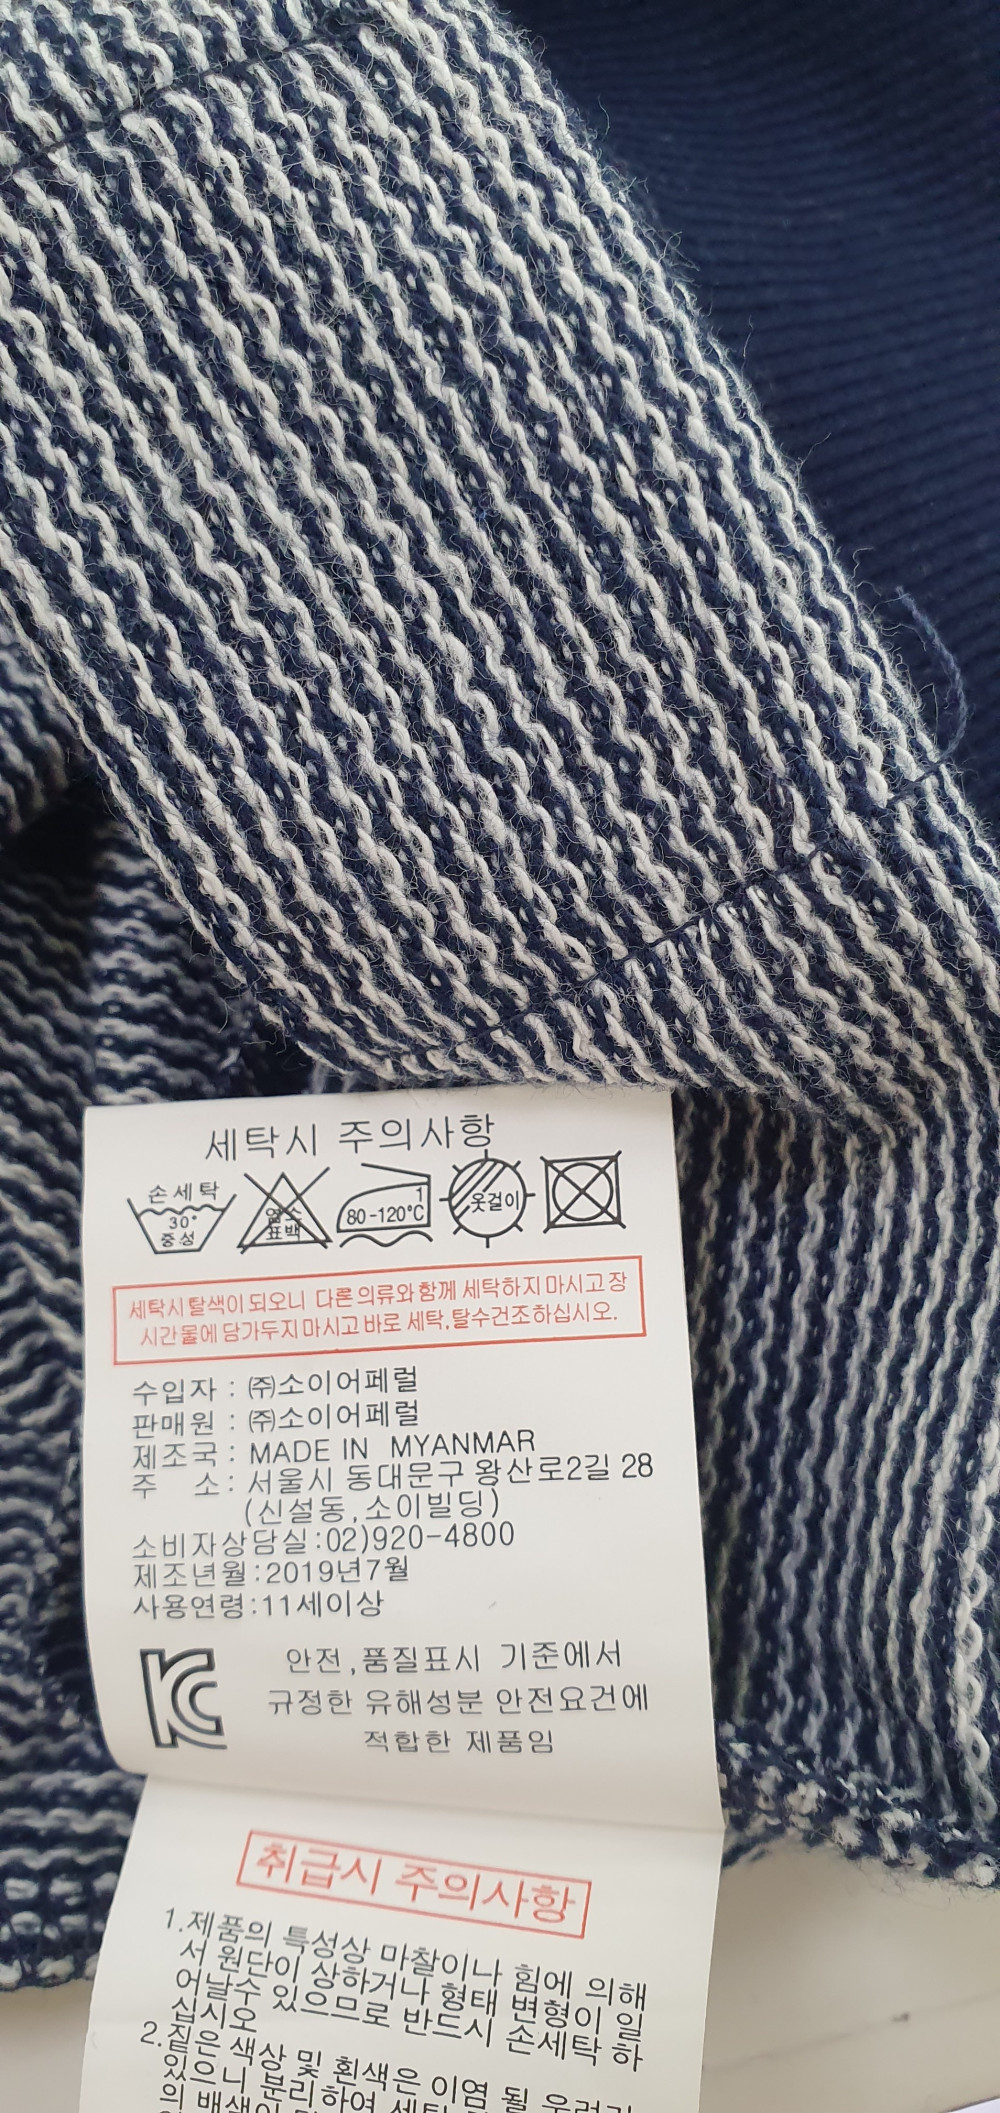 세탁시 주의사항
손세탁
30°
중성
염소
표백
1
80-120℃
옷걸이
세탁시 탈색이 되오니 다른 의류와 함께 세탁하지 마시고 장
시간 물에 담가두지 마시고 바로 세탁,탈수건조하십시오.
수입자 : ㈜소이어페럴
판매원 : ㈜소이어페럴
제조국 : MADE IN MYANMAR
주 소 : 서울시 동대문구 왕산로2길 28
(신설동,소이빌딩)
소비자상담실:02)920-4800
제조년월:2019년7월
사용연령:11세이상
KC
안전,품질표시 기준에서
규정한 유해성분 안전요건에
적합한 제품임
취급시 주의사항
1.제품의 특성상 마찰이나 힘에 의해
서 원단이 상하거나 형태 변형이 일
어날수 있으므로 반드시 손세탁 하
십시오
2.짙은 색상 및 흰색은 이염 될 우려가
있으니 분리하여 세탁
의 배색이